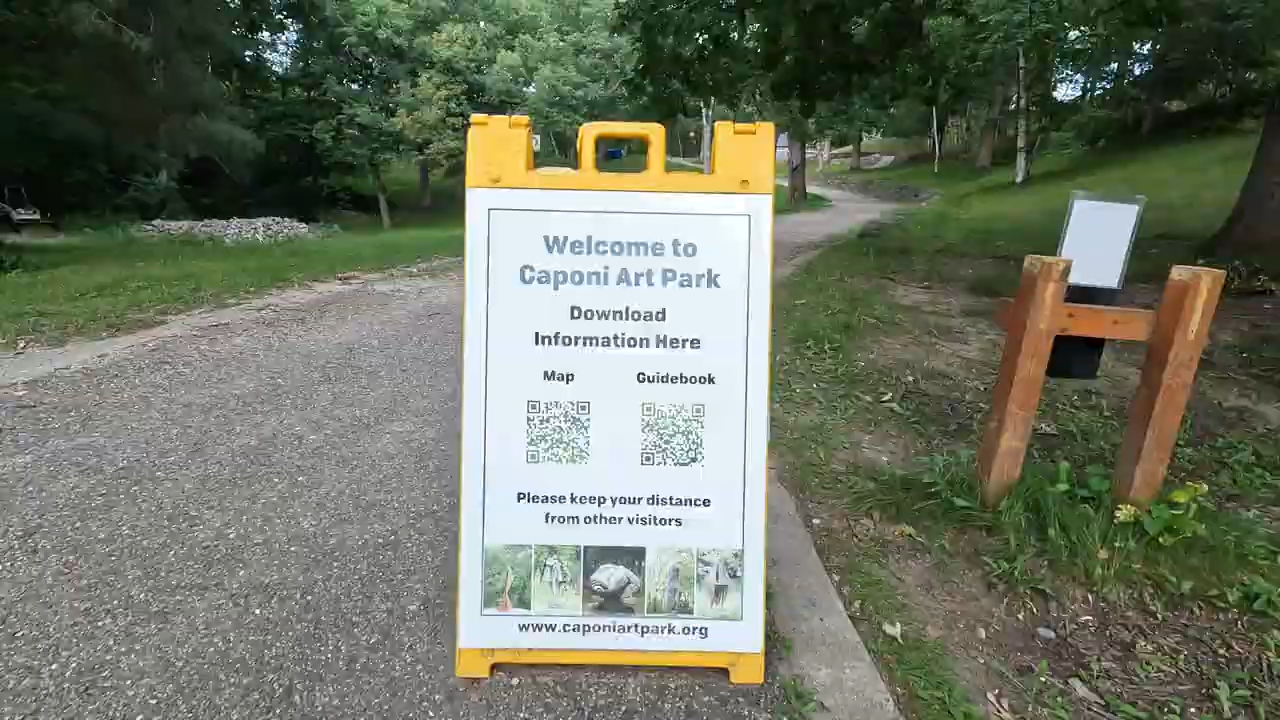 Welcome to
Caponi Art Park
Download
Information Here
Map Guidebook
Please keep your distance
from other visitors
www.caponiartpark.org